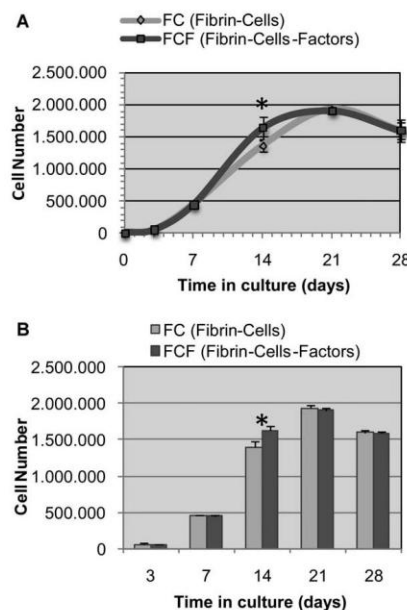 A
FC (Fibrin-Cells)
FCF (Fibrin-Cells-Factors)
Cell Number
2.500.000
2.000.000
1.500.000
1.000.000
500.000
0
*
0 7 14 21 28
Time in culture (days)
B
FC (Fibrin-Cells)
FCF (Fibrin-Cells-Factors)
Cell Number
2.500.000
2.000.000
1.500.000
1.000.000
500.000
0
*
3 7 14 21 28
Time in culture (days)